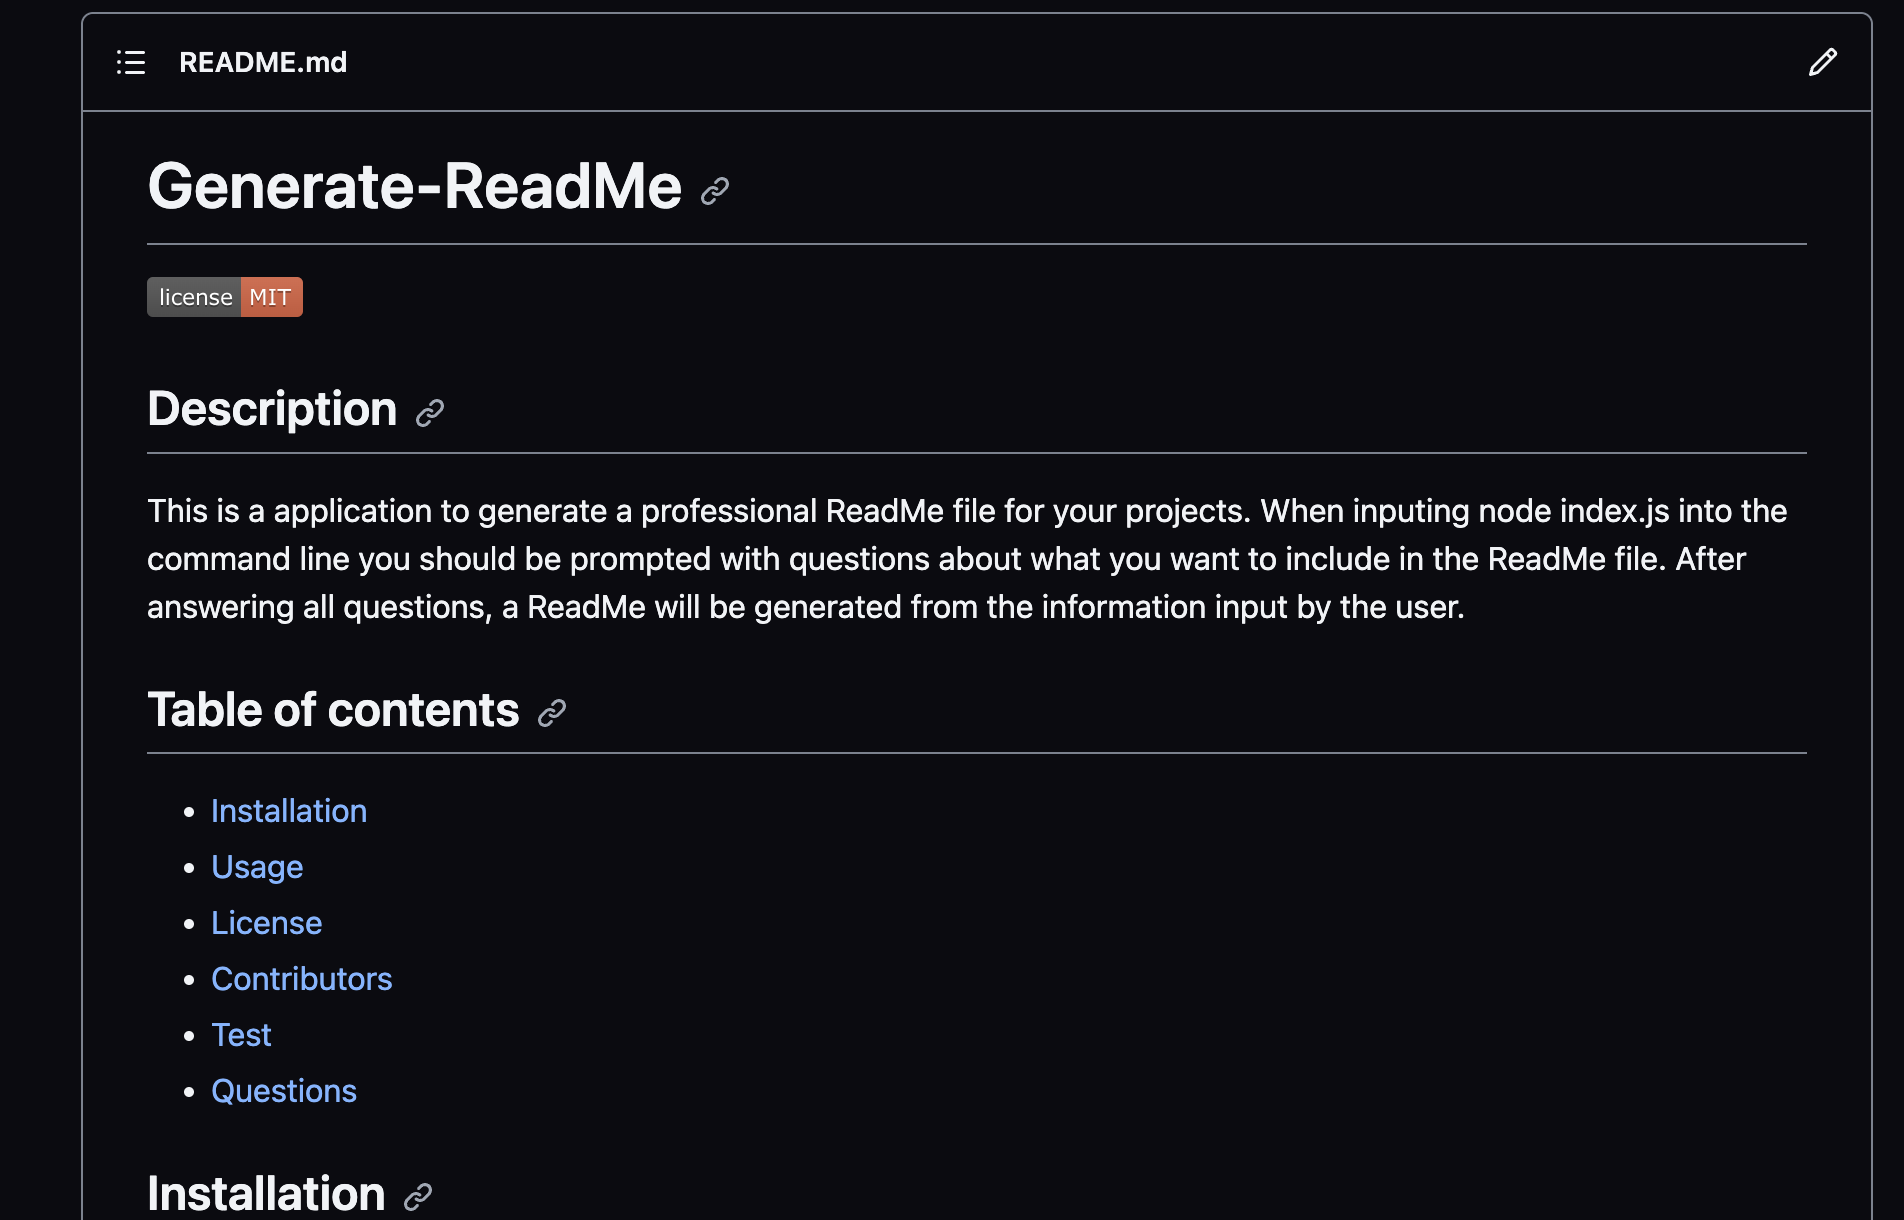 README.md
Generate-ReadMe
license MIT
Description
This is a application to generate a professional ReadMe file for your projects. When inputing node index.js into the
command line you should be prompted with questions about what you want to include in the ReadMe file. After
answering all questions, a ReadMe will be generated from the information input by the user.
Table of contents
Installation
Usage
License
Contributors
Test
Questions
Installation